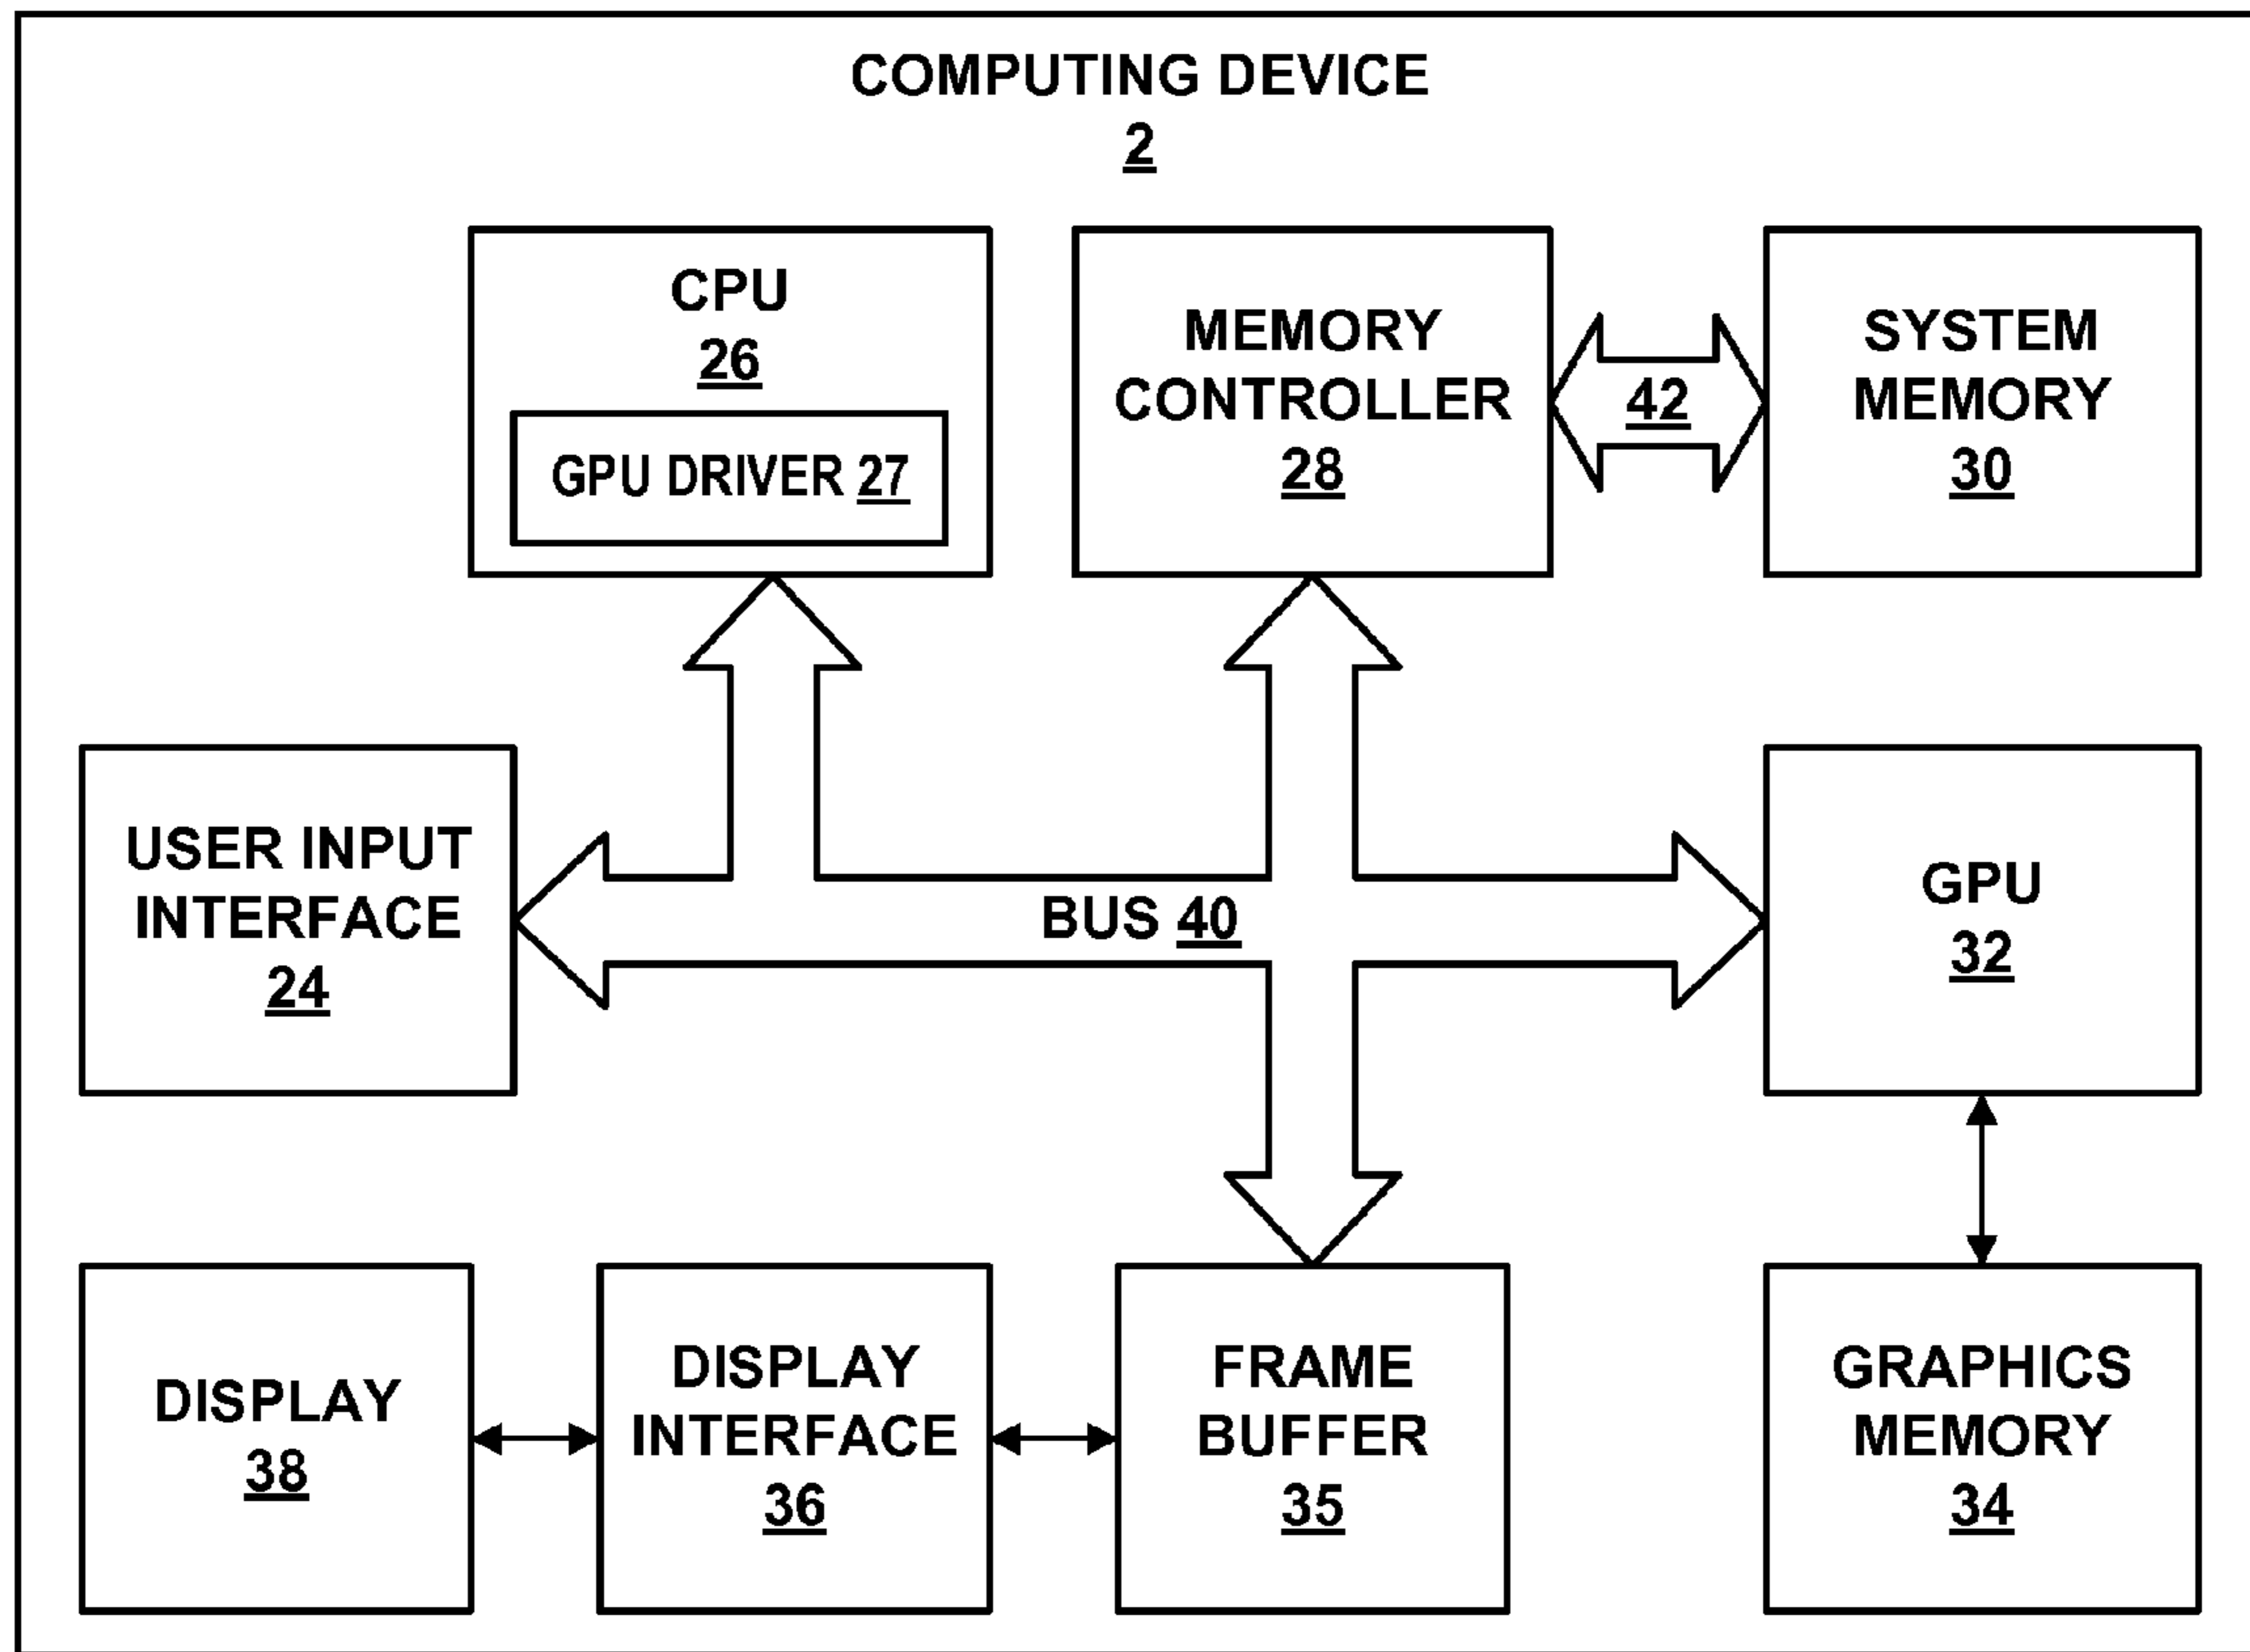 COMPUTING DEVICE
2
CPU
26
GPU DRIVER 27
MEMORY
CONTROLLER
28
42
SYSTEM
MEMORY
30
USER INPUT
INTERFACE
24
BUS 40
GPU
32
DISPLAY
38
DISPLAY
INTERFACE
36
FRAME
BUFFER
35
GRAPHICS
MEMORY
34